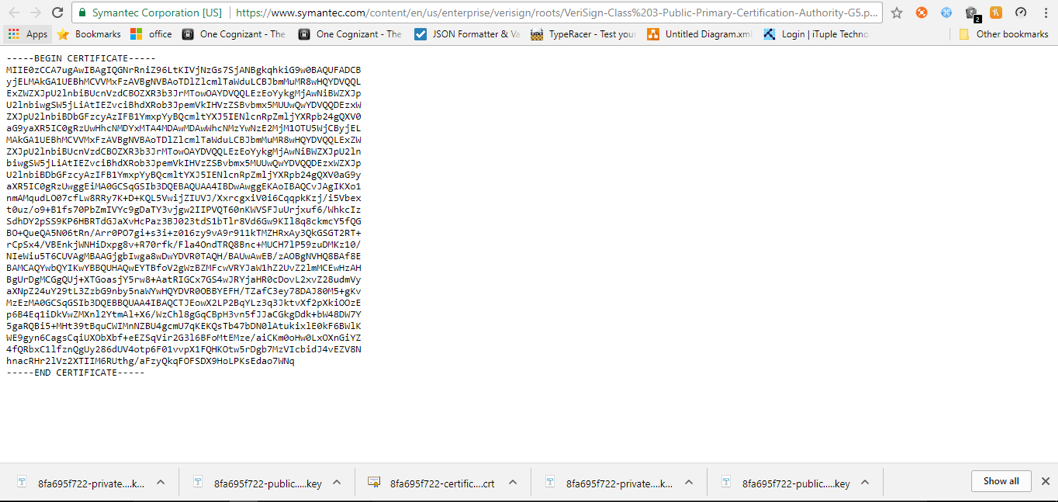 Symantec Corporation [US] https://www.symantec.com/content/en/us/enterprise/verisign/roots/VeriSign-Class%203-Public-Primary-Certification-Authority-G5.p...
Apps Bookmarks office One Cognizant - The One Cognizant - The JSON Formatter & Va TypeRacer - Test your Untitled Diagram.xml Login | iTuple Techno Other bookmarks
-----BEGIN CERTIFICATE-----
MIIE0zCCA7ugAwIBAgIQGNrRniZ96LtKIVjNzGs7SjANBgkqhkiG9w0BAQUFADCB
yjELMAkGA1UEBhMCVVMxFzAVBgNVBAoTDlZlcmlTaWduLCBJbmMuMR8wHQYDVQQL
ExZWZXJpU2lnbiBUcnVzdCBOZXR3b3JrMTowOAYDVQQLEzEoYykgMjAwNiBWZXJp
U2lnbiwgSW5jLiAtIEZvciBhdXRob3JpemVkIHVzZSBvbmx5MUUwQwYDVQQDEzxW
ZXJpU2lnbiBDbGFzcyAzIFB1YmxpYyBQcmltYXJ5IENlcnRpZmljYXRpb24gQXV0
aG9yaXR5IC0gRzUwHhcNMDYxMTA4MDAwMDAwWhcNMzYwNzE2MjM1OTU5WjCByjEL
MAkGA1UEBhMCVVMxFzAVBgNVBAoTDlZlcmlTaWduLCBJbmMuMR8wHQYDVQQLExZW
ZXJpU2lnbiBUcnVzdCBOZXR3b3JrMTowOAYDVQQLEzEoYykgMjAwNiBWZXJpU2ln
biwgSW5jLiAtIEZvciBhdXRob3JpemVkIHVzZSBvbmx5MUUwQwYDVQQDEzxWZXJp
U2lnbiBDbGFzcyAzIFB1YmxpYyBQcmltYXJ5IENlcnRpZmljYXRpb24gQXV0aG9y
aXR5IC0gRzUwggEiMA0GCSqGSIb3DQEBAQUAA4IBDwAwggEKAoIBAQCvJAgIKXo1
nmAMqudLO07cfLw8RRy7K+D+KQL5VwijZIUVJ/XxrcgxiV0i6CqqpkKzj/i5Vbex
t0uz/o9+B1fs70PbZmIVYc9gDaTY3vjgw2IIPVQT60nKWVSFJuUrjxuf6/WhkcIz
SdhDY2pSS9KP6HBRTdGJaXvHcPaz3BJ023tdS1bTlr8Vd6Gw9KIl8q8ckmcY5fQG
BO+QueQA5N06tRn/Arr0PO7gi+s3i+z016zy9vA9r911kTMZHRxAy3QkGSGT2RT+
rCpSx4/VBEnkjWNHiDxpg8v+R70rfk/Fla4OndTRQ8Bnc+MUCH7lP59zuDMKz10/
NIeWiu5T6CUVAgMBAAGjgbIwga8wDwYDVR0TAQH/BAUwAwEB/zAOBgNVHQ8BAf8E
BAMCAQYwbQYIKwYBBQUHAQwEYTBfoV2gWzBZMFcwVRYJaW1hZ2UvZ2lmMCEwHzAH
BgUrDgMCGgQUj+XTGoasjY5rw8+AatRIGCx7GS4wJRYjaHR0cDovL2xvZ28udmVy
aXNpZ24uY29tL3ZzbG9nby5naWYwHQYDVR0OBBYEFH/TZafC3ey78DAJ80M5+gKv
MzEzMA0GCSqGSIb3DQEBBQUAA4IBAQCTJEowX2LP2BqYLz3q3JktvXf2pXkiOOzE
p6B4Eq1iDkVwZMXnl2YtmAl+X6/WzChl8gGqCBpH3vn5fJJaCGkgDdk+bW48DW7Y
5gaRQBi5+MHt39tBquCWIMnNZBU4gcmU7qKEKQsTb47bDN0lAtukixlE0kF6BWlK
WE9gyn6CagsCqiUXObXbf+eEZSqVir2G3l6BFoMtEMze/aiCKm0oHw0LxOXnGiYZ
4fQRbxC1lfznQgUy286dUV4otp6F01vvpX1FQHKOtw5rDgb7MzVIcbidJ4vEZV8N
hnacRHr2lVz2XTIIM6RUthg/aFzyQkqFOFSDX9HoLPKsEdao7WNq
-----END CERTIFICATE-----
8fa695f722-private....k... 8fa695f722-public.....key 8fa695f722-certific....crt 8fa695f722-private....k... 8fa695f722-public.....key Show all